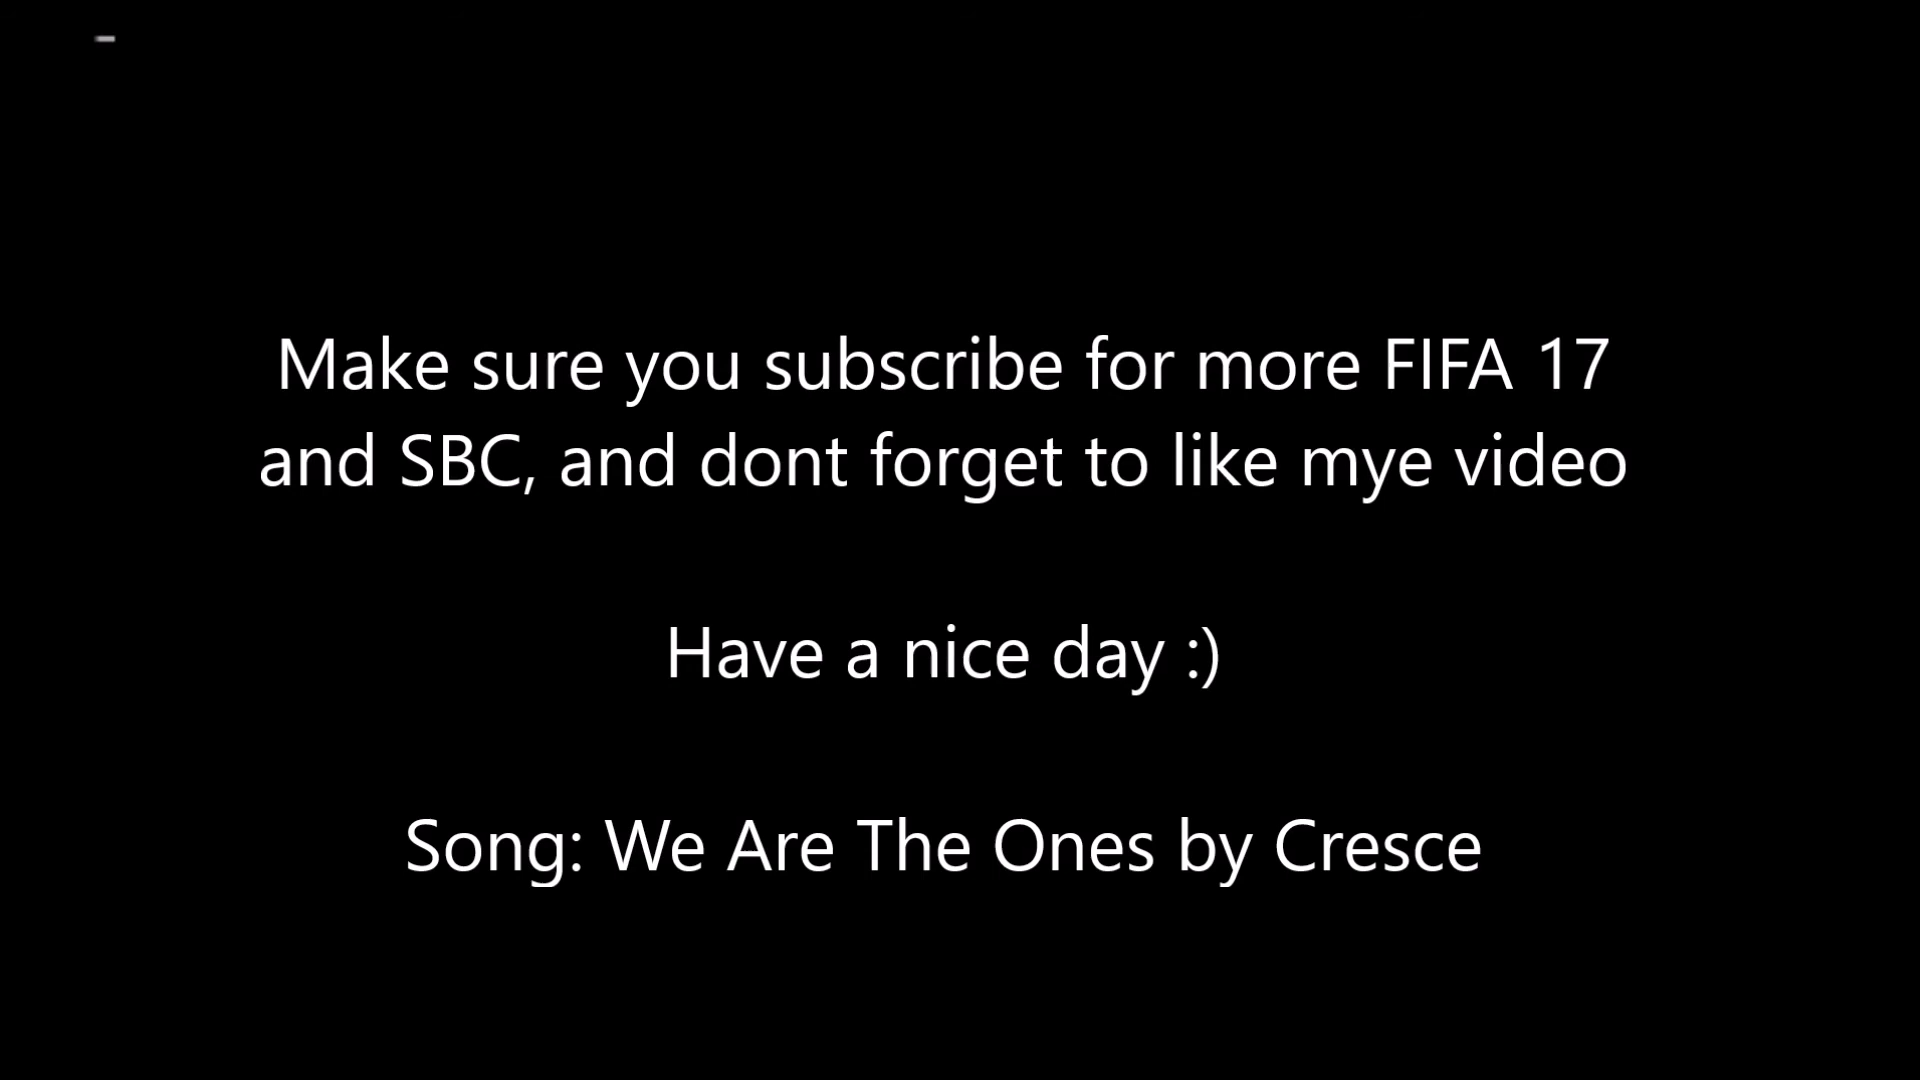 Make sure you subscribe for more FIFA 17
and SBC, and dont forget to like mye video
Have a nice day :)
Song: We Are The Ones by Cresce